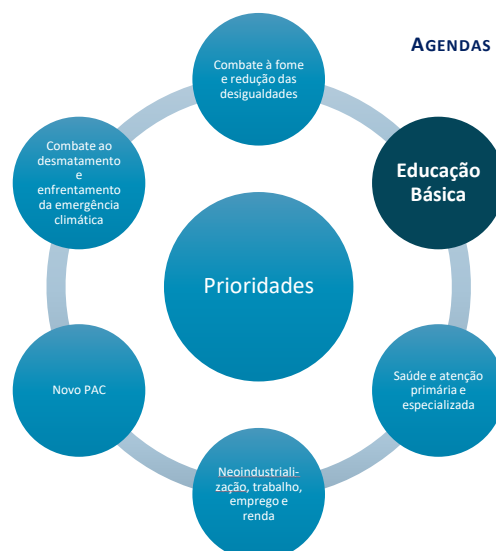 AGENDAS
Combate à fome
e redução das
desigualdades
Educação
Básica
Saúde e atenção
primária e
especializada
Neoindustriali-
zação, trabalho,
emprego e
renda
Novo PAC
Combate ao
desmatamento
e
enfrentamento
da emergência
climática
Prioridades